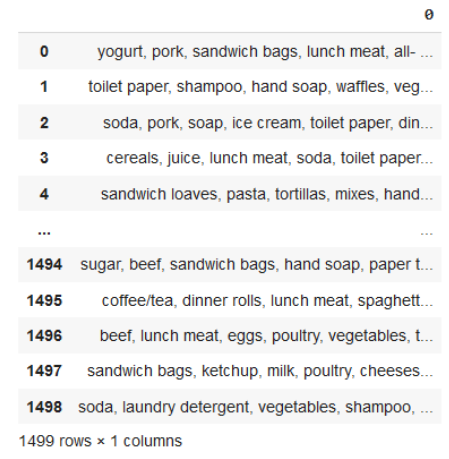 0
0 yogurt, pork, sandwich bags, lunch meat, all- ...
1 toilet paper, shampoo, hand soap, waffles, veg...
2 soda, pork, soap, ice cream, toilet paper, din...
3 cereals, juice, lunch meat, soda, toilet paper...
4 sandwich loaves, pasta, tortillas, mixes, hand...
... ...
1494 sugar, beef, sandwich bags, hand soap, paper t...
1495 coffee/tea, dinner rolls, lunch meat, spaghett...
1496 beef, lunch meat, eggs, poultry, vegetables, t...
1497 sandwich bags, ketchup, milk, poultry, cheeses...
1498 soda, laundry detergent, vegetables, shampoo, ...
1499 rows × 1 columns